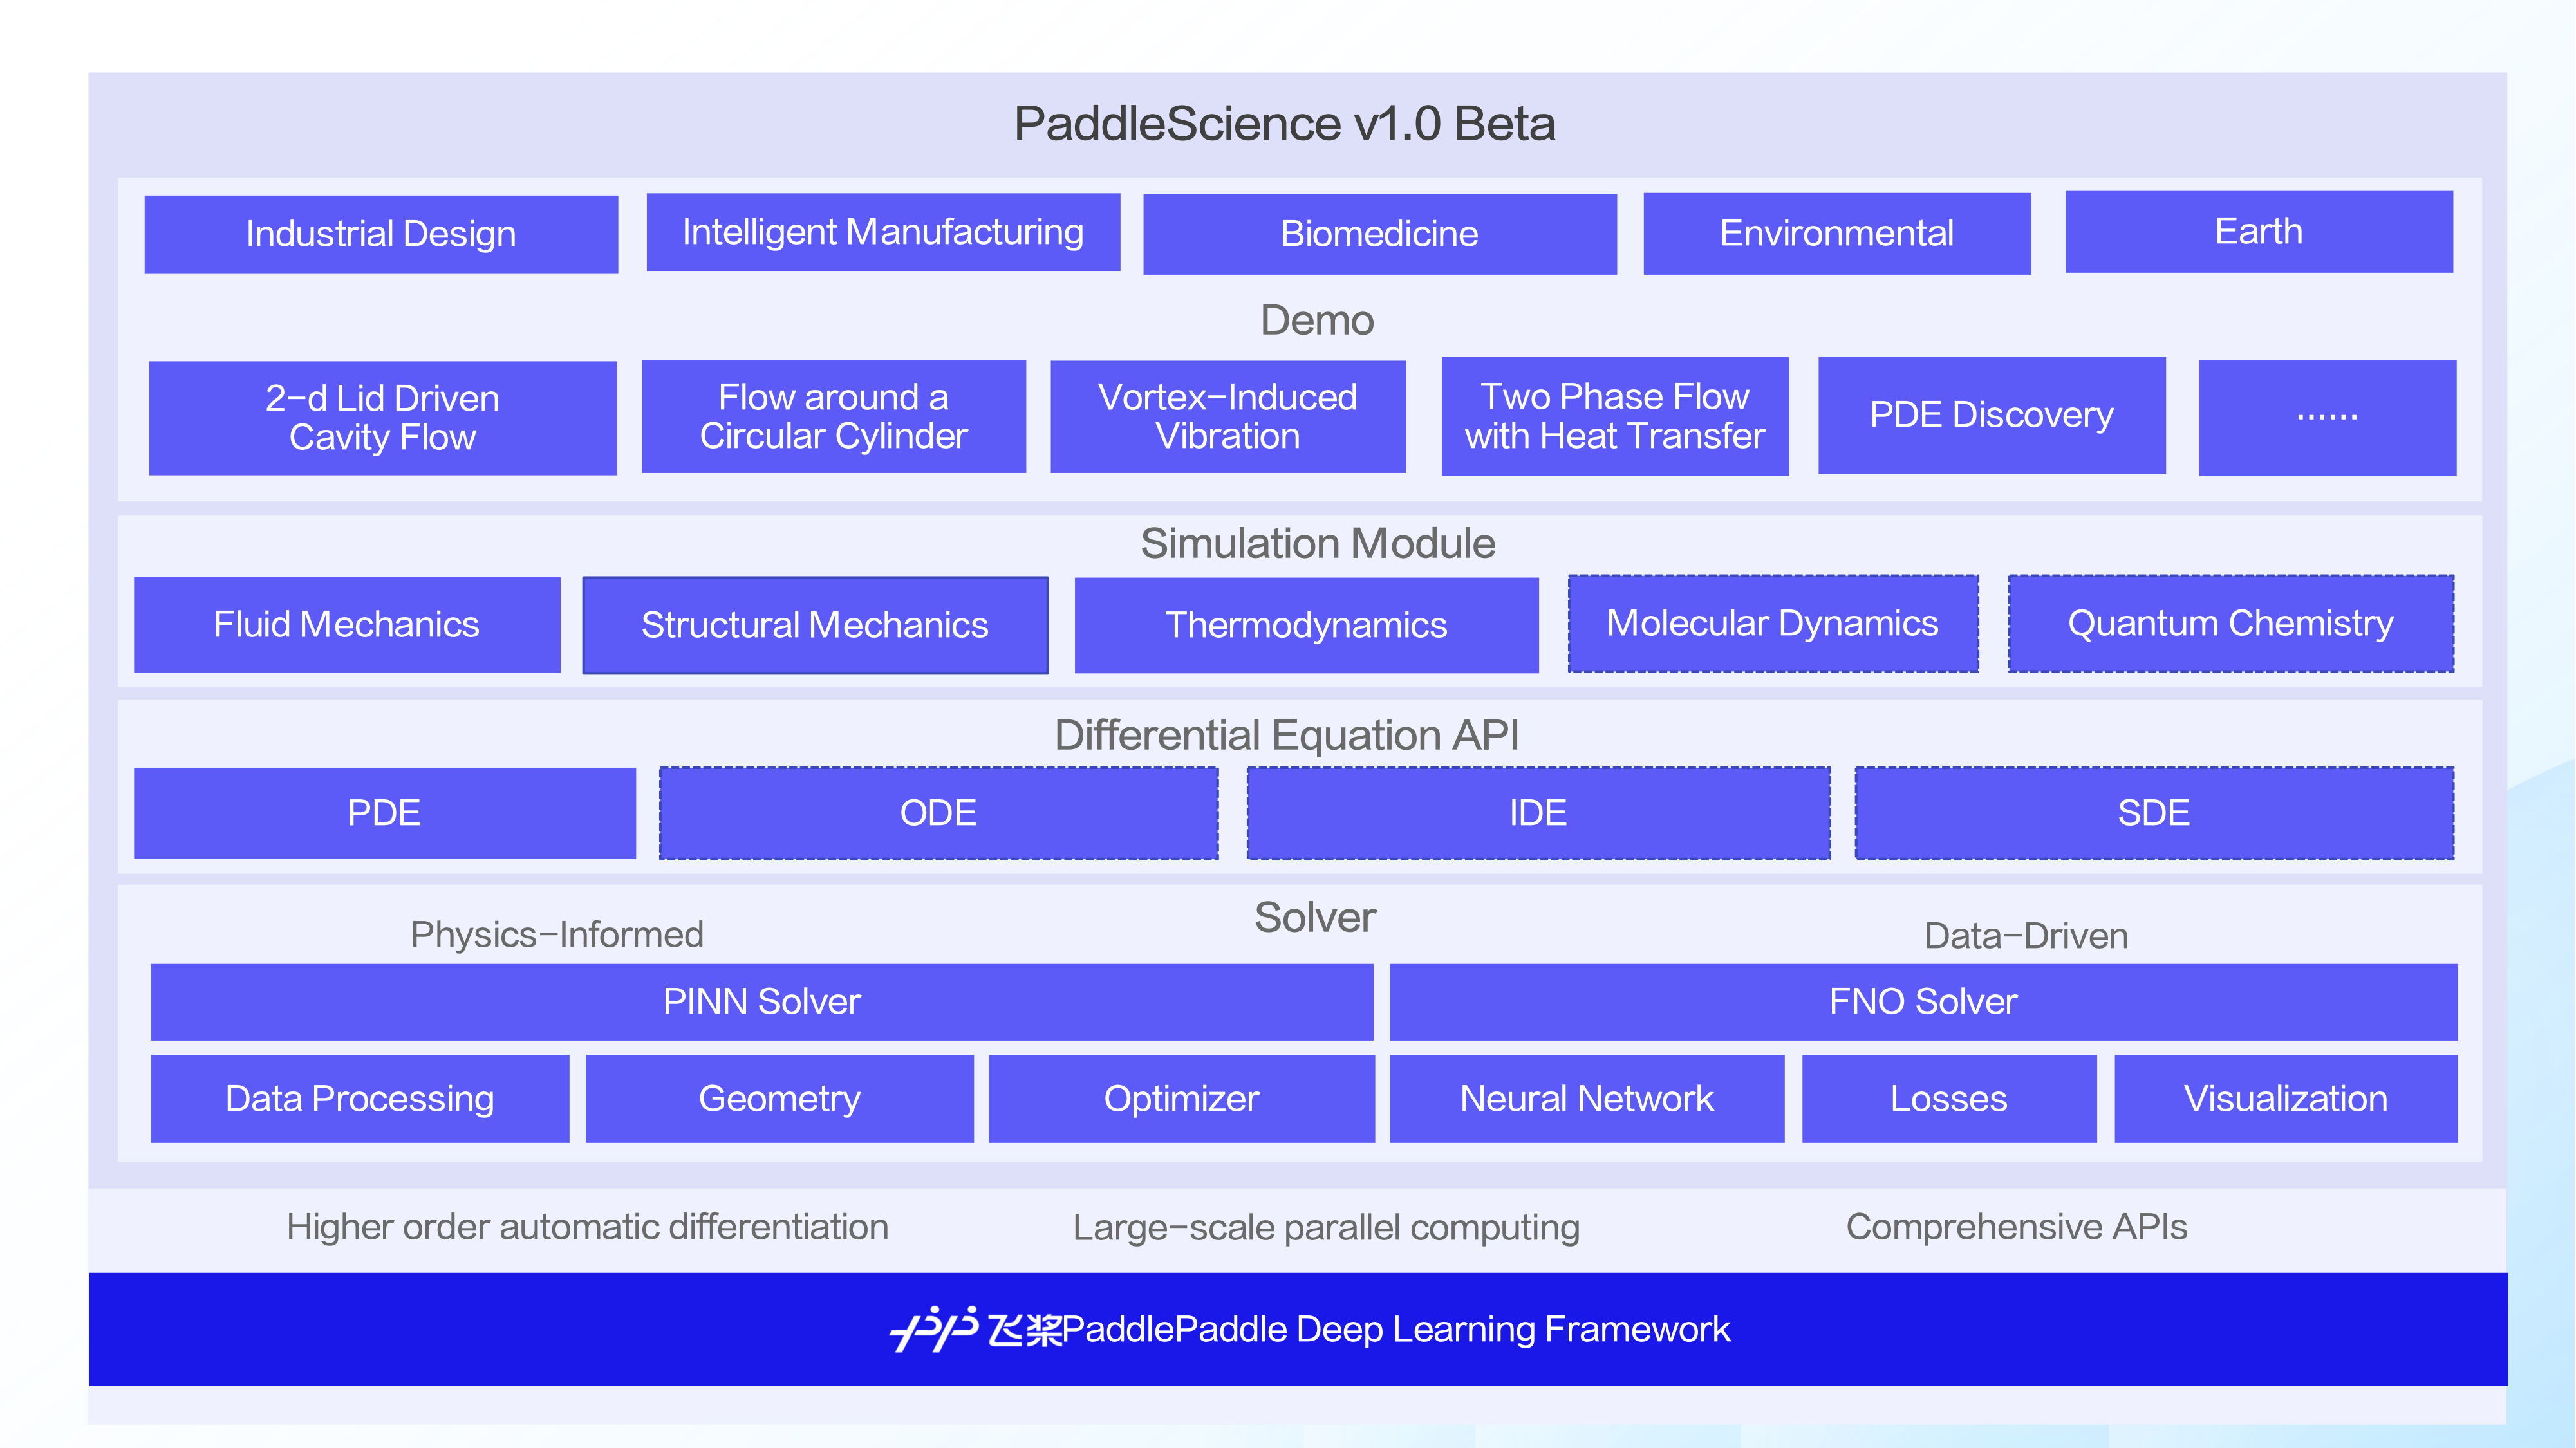 PaddleScience v1.0 Beta
Industrial Design
Intelligent Manufacturing
Biomedicine
Environmental
Earth
Demo
2-d Lid Driven
Cavity Flow
Flow around a
Circular Cylinder
Vortex-Induced
Vibration
Two Phase Flow
with Heat Transfer
PDE Discovery
......
Simulation Module
Fluid Mechanics
Structural Mechanics
Thermodynamics
Molecular Dynamics
Quantum Chemistry
Differential Equation API
PDE
ODE
IDE
SDE
Solver
Physics-Informed
Data-Driven
PINN Solver
FNO Solver
Data Processing
Geometry
Optimizer
Neural Network
Losses
Visualization
Higher order automatic differentiation
Large-scale parallel computing
Comprehensive APIs
飞桨PaddlePaddle Deep Learning Framework